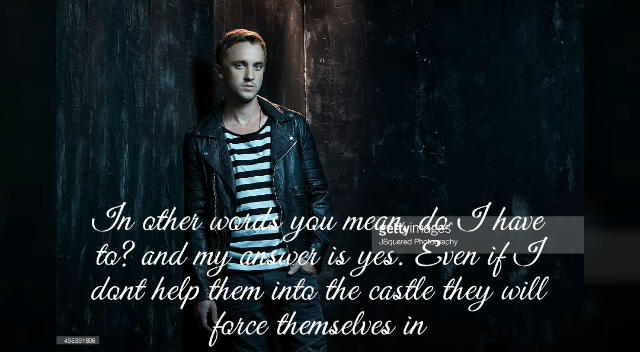 In other words you mean, do I have
gettyimages
JSquared Photography
to? and my answer is yes. Even if I
dont help them into the castle they will
force themselves in
458391606